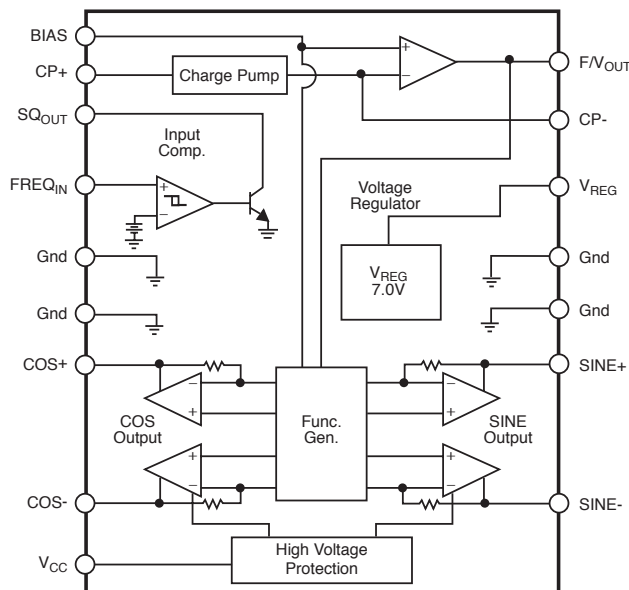 BIAS
CP+
Charge Pump
+
−
F/VOUT
SQOUT
CP-
Input
Comp.
FREQIN
+
−
Voltage
Regulator
VREG
VREG
7.0V
Gnd
Gnd
Gnd
Gnd
COS+
SINE+
−
+
−
+
COS
Output
Func.
Gen.
SINE
Output
+
−
+
−
COS-
SINE-
VCC
High Voltage
Protection